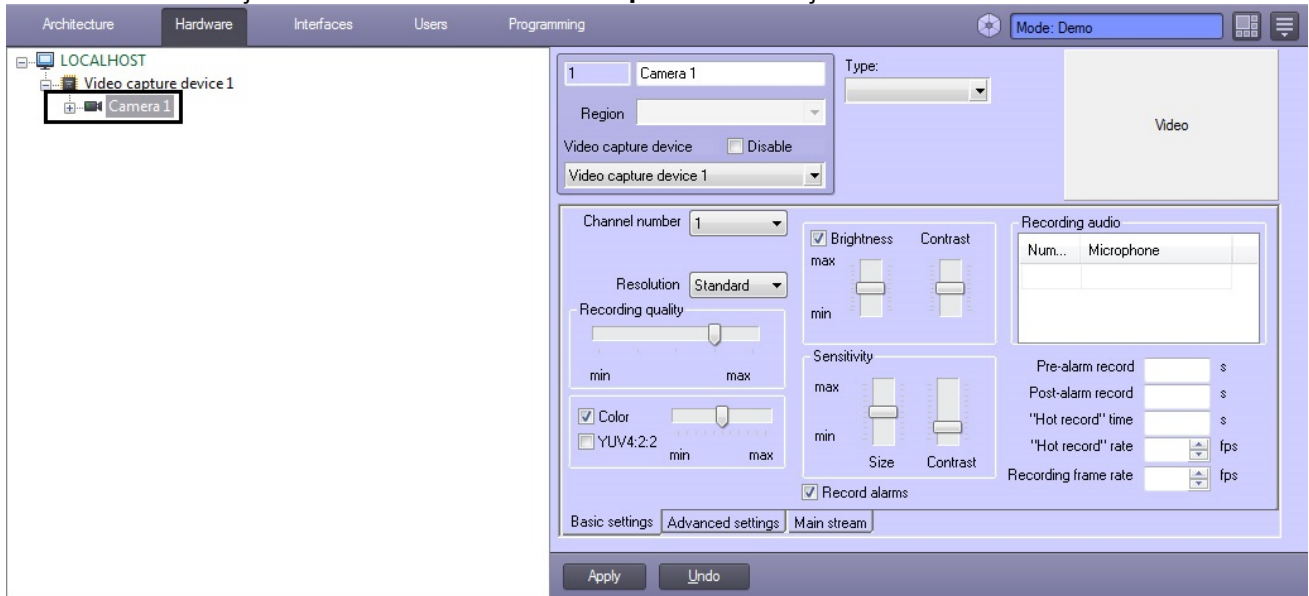 Architecture Hardware Interfaces Users Programming Mode: Demo
LOCALHOST
Video capture device 1
Camera 1
1 Camera 1
Type:
Region
Video capture device Disable
Video capture device 1
Video
Channel number 1
Resolution Standard
Recording quality
min max
Color
YUV4:2:2
min max
Brightness Contrast
max
min
Sensitivity
max
min
Size Contrast
Record alarms
Recording audio
Num... Microphone
Pre-alarm record s
Post-alarm record s
"Hot record" time s
"Hot record" rate fps
Recording frame rate fps
Basic settings Advanced settings Main stream
Apply Undo